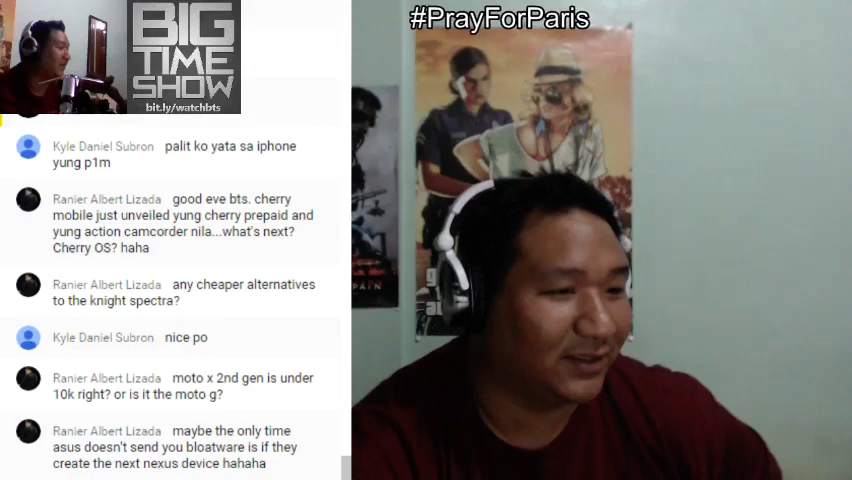 #PrayForParis
BIG
TIME
SHOW
bit.ly/watchbts
Kyle Daniel Subron palit ko yata sa iphone
yung p1m
Ranier Albert Lizada good eve bts. cherry
mobile just unveiled yung cherry prepaid and
yung action camcorder nila...what's next?
Cherry OS? haha
Ranier Albert Lizada any cheaper alternatives
to the knight spectra?
Kyle Daniel Subron nice po
Ranier Albert Lizada moto x 2nd gen is under
10k right? or is it the moto g?
Ranier Albert Lizada maybe the only time
asus doesn't send you bloatware is if they
create the next nexus device hahaha
PAIN